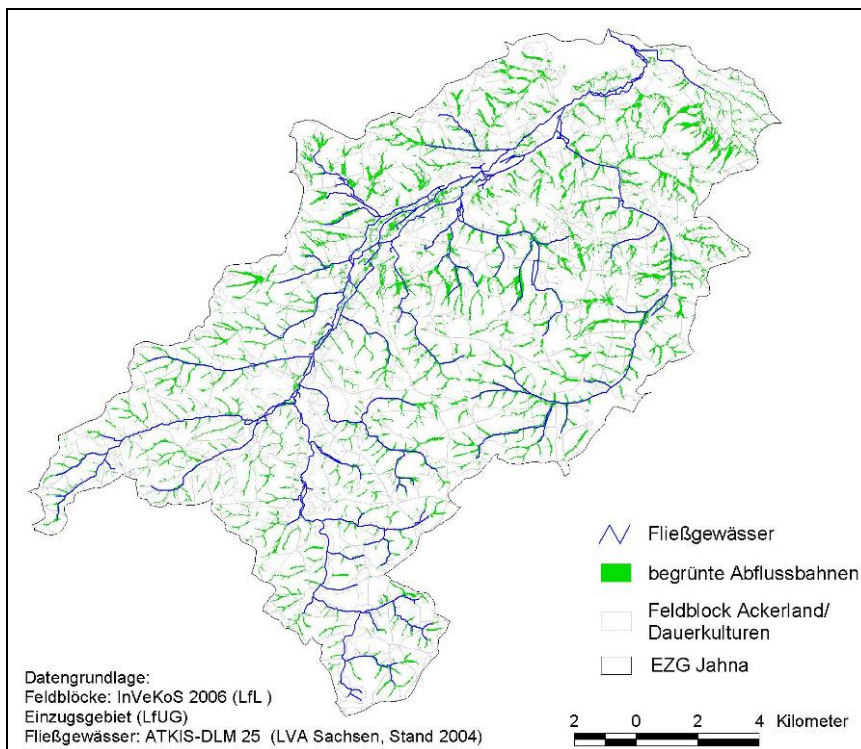 Fließgewässer
begrünte Abflussbahnen
Feldblock Ackerland/
Dauerkulturen
EZG Jahna
Datengrundlage:
Feldblöcke: InVeKoS 2006 (LfL )
Einzugsgebiet (LfUG)
Fließgewässer: ATKIS-DLM 25 (LVA Sachsen, Stand 2004)
2 0 2 4 Kilometer